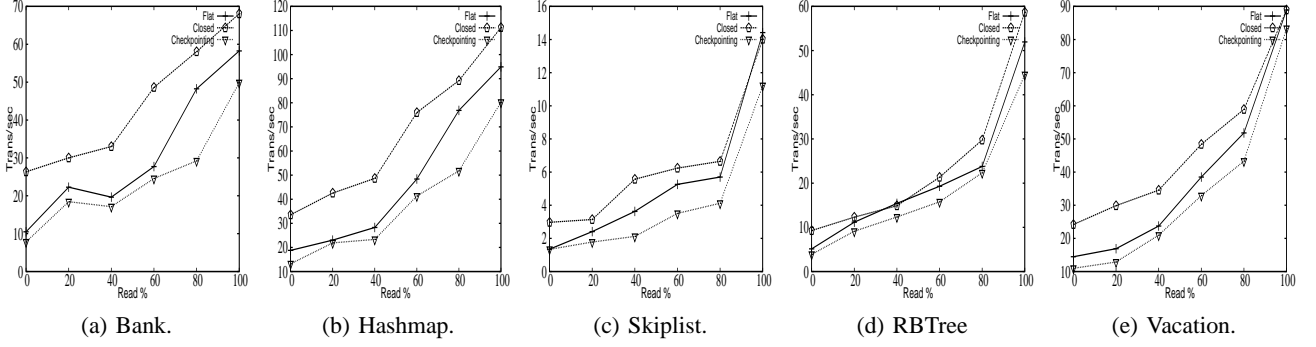 70
60
50
40
30
20
10
0
Trans/sec
0 20 40 60 80 100
Read %
Flat
Closed
Checkpointing
(a) Bank.
120
110
100
90
80
70
60
50
40
30
20
10
Trans/sec
0 20 40 60 80 100
Read %
Flat
Closed
Checkpointing
(b) Hashmap.
16
14
12
10
8
6
4
2
0
Trans/sec
0 20 40 60 80 100
Read %
Flat
Closed
Checkpointing
(c) Skiplist.
60
50
40
30
20
10
0
Trans/sec
0 20 40 60 80 100
Read %
Flat
Closed
Checkpointing
(d) RBTree
90
80
70
60
50
40
30
20
10
Trans/sec
0 20 40 60 80 100
Read %
Flat
Closed
Checkpointing
(e) Vacation.